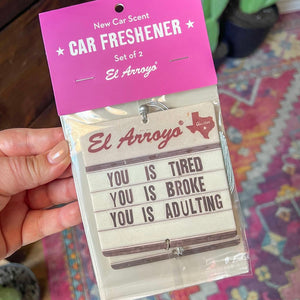 New Car Scent
★ CAR FRESHENER ★
Set of 2
El Arroyo
El Arroyo
YOU IS TIRED
YOU IS BROKE
YOU IS ADULTING